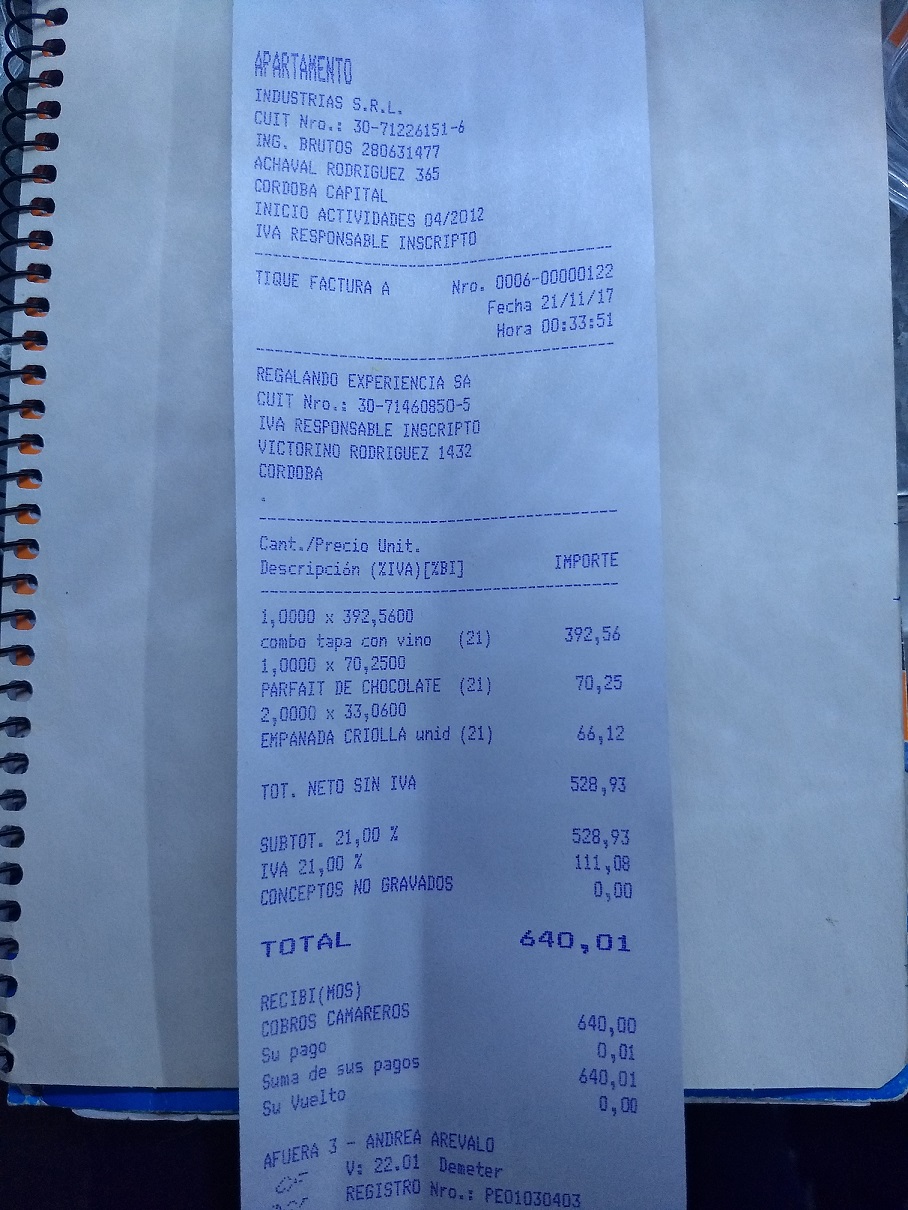 APARTAMENTO
INDUSTRIAS S.R.L.
CUIT Nro.: 30-71226151-6
ING. BRUTOS 280631477
ACHAVAL RODRIGUEZ 365
CORDOBA CAPITAL
INICIO ACTIVIDADES 04/2012
IVA RESPONSABLE INSCRIPTO
TIQUE FACTURA A Nro. 0006-00000122
Fecha 21/11/17
Hora 00:33:51
REGALANDO EXPERIENCIA SA
CUIT Nro.: 30-71460850-5
IVA RESPONSABLE INSCRIPTO
VICTORINO RODRIGUEZ 1432
CORDOBA
.
Cant./Precio Unit.
Descripción (%IVA)[%BI] IMPORTE
1,0000 x 392,5600
combo tapa con vino (21) 392,56
1,0000 x 70,2500
PARFAIT DE CHOCOLATE (21) 70,25
2,0000 x 33,0600
EMPANADA CRIOLLA unid (21) 66,12
TOT. NETO SIN IVA 528,93
SUBTOT. 21,00 % 528,93
IVA 21,00 % 111,08
CONCEPTOS NO GRAVADOS 0,00
TOTAL 640,01
RECIBI(MOS)
COBROS CAMAREROS 640,00
Su pago 0,01
Suma de sus pagos 640,01
Su Vuelto 0,00
AFUERA 3 - ANDREA AREVALO
V: 22.01 Demeter
REGISTRO Nro.: PEO1030403